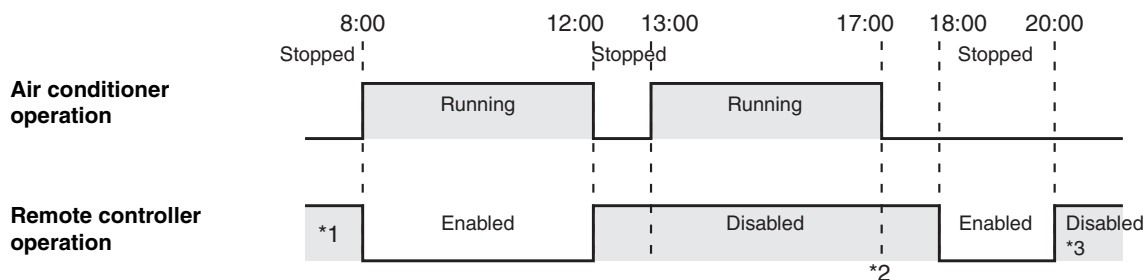 8:00 12:00 13:00 17:00 18:00 20:00
Stopped Stopped Stopped
Air conditioner
operation
Running Running
Remote controller
operation
*1 Enabled Disabled Enabled Disabled
*3
*2